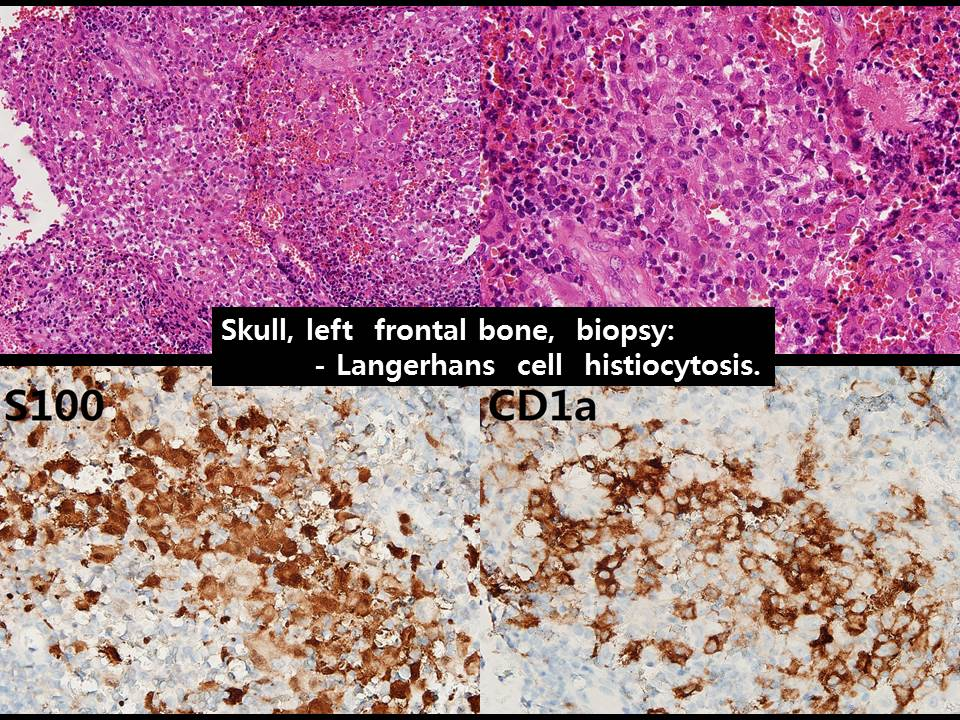 Skull, left frontal bone, biopsy:
- Langerhans cell histiocytosis.
S100
CD1a